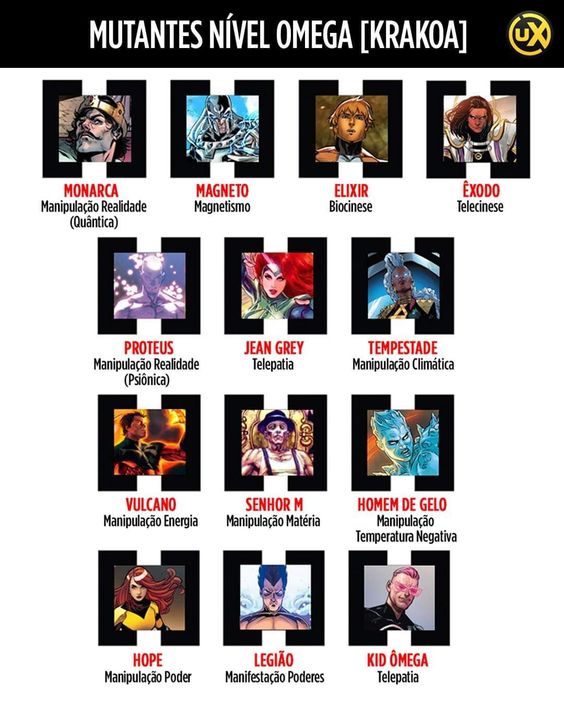 MUTANTES NÍVEL OMEGA [KRAKOA]
UX
MONARCA
Manipulação Realidade
(Quântica)
MAGNETO
Magnetismo
ELIXIR
Biocinese
ÊXODO
Telecinese
PROTEUS
Manipulação Realidade
(Psiônica)
JEAN GREY
Telepatia
TEMPESTADE
Manipulação Climática
VULCANO
Manipulação Energia
SENHOR M
Manipulação Matéria
HOMEM DE GELO
Manipulação
Temperatura Negativa
HOPE
Manipulação Poder
LEGIÃO
Manifestação Poderes
KID ÔMEGA
Telepatia